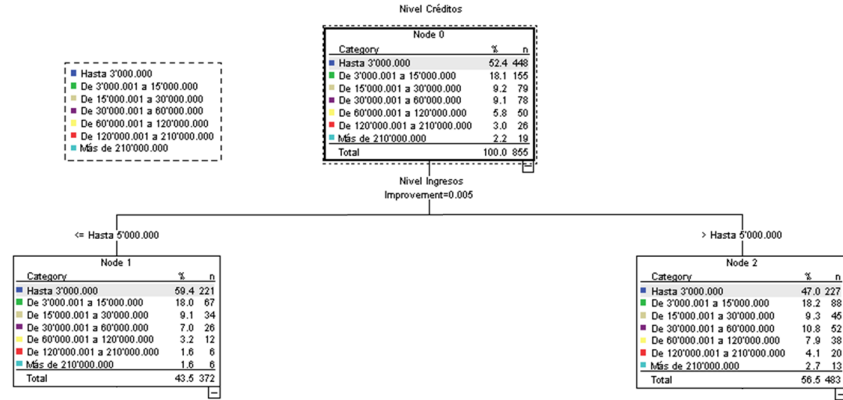 Nivel Créditos
Node 0
Category % n
Hasta 3'000.000 52.4 448
De 3'000.001 a 15'000.000 18.1 155
De 15'000.001 a 30'000.000 9.2 79
De 30'000.001 a 60'000.000 9.1 78
De 60'000.001 a 120'000.000 5.8 50
De 120'000.001 a 210'000.000 3.0 26
Más de 210'000.000 2.2 19
Total 100.0 855
Hasta 3'000.000
De 3'000.001 a 15'000.000
De 15'000.001 a 30'000.000
De 30'000.001 a 60'000.000
De 60'000.001 a 120'000.000
De 120'000.001 a 210'000.000
Más de 210'000.000
Nivel Ingresos
Improvement=0.005
<= Hasta 5'000.000
> Hasta 5'000.000
Node 1
Category % n
Hasta 3'000.000 59.4 221
De 3'000.001 a 15'000.000 18.0 67
De 15'000.001 a 30'000.000 9.1 34
De 30'000.001 a 60'000.000 7.0 26
De 60'000.001 a 120'000.000 3.2 12
De 120'000.001 a 210'000.000 1.6 6
Más de 210'000.000 1.6 6
Total 43.5 372
Node 2
Category % n
Hasta 3'000.000 47.0 227
De 3'000.001 a 15'000.000 18.2 88
De 15'000.001 a 30'000.000 9.3 45
De 30'000.001 a 60'000.000 10.8 52
De 60'000.001 a 120'000.000 7.9 38
De 120'000.001 a 210'000.000 4.1 20
Más de 210'000.000 2.7 13
Total 56.5 483